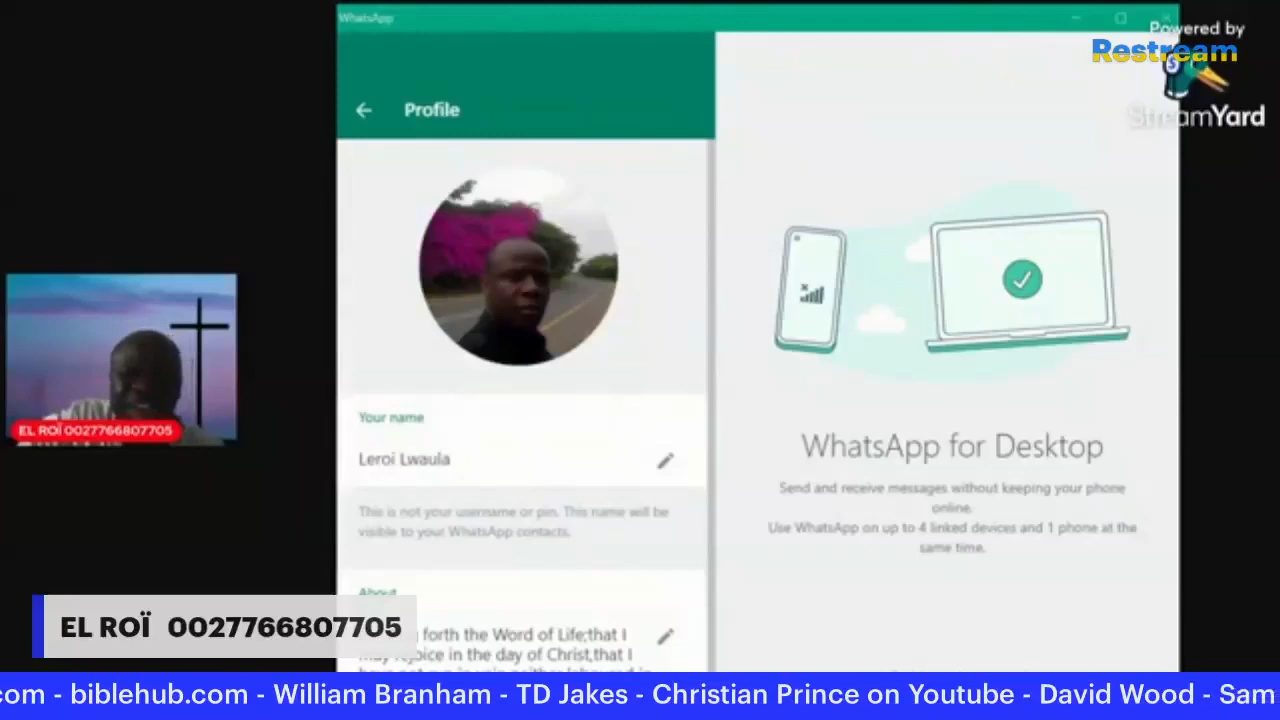 WhatsApp
Powered by
Restream
StreamYard
Profile
Your name
Leroi Lwaula
This is not your username or pin. This name will be
visible to your WhatsApp contacts.
About
forth the Word of Life;that I
may rejoice in the day of Christ,that I
WhatsApp for Desktop
Send and receive messages without keeping your phone
online.
Use WhatsApp on up to 4 linked devices and 1 phone at the
same time.
EL ROÏ 0027766807705
EL ROÏ 0027766807705
com - biblehub.com - William Branham - TD Jakes - Christian Prince on Youtube - David Wood - Sam